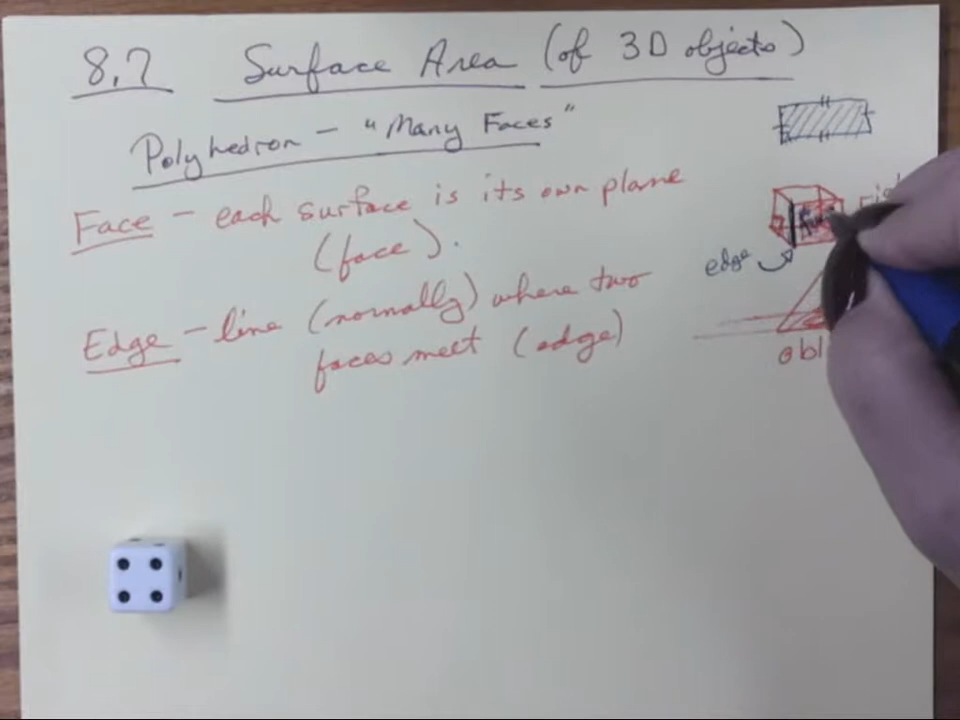 8.7 Surface Area (of 3D objects)
Polyhedron - "Many Faces"
Face - each surface is its own plane
(face).
Edge - line (normally) where two
faces meet (edge)
edge
obl